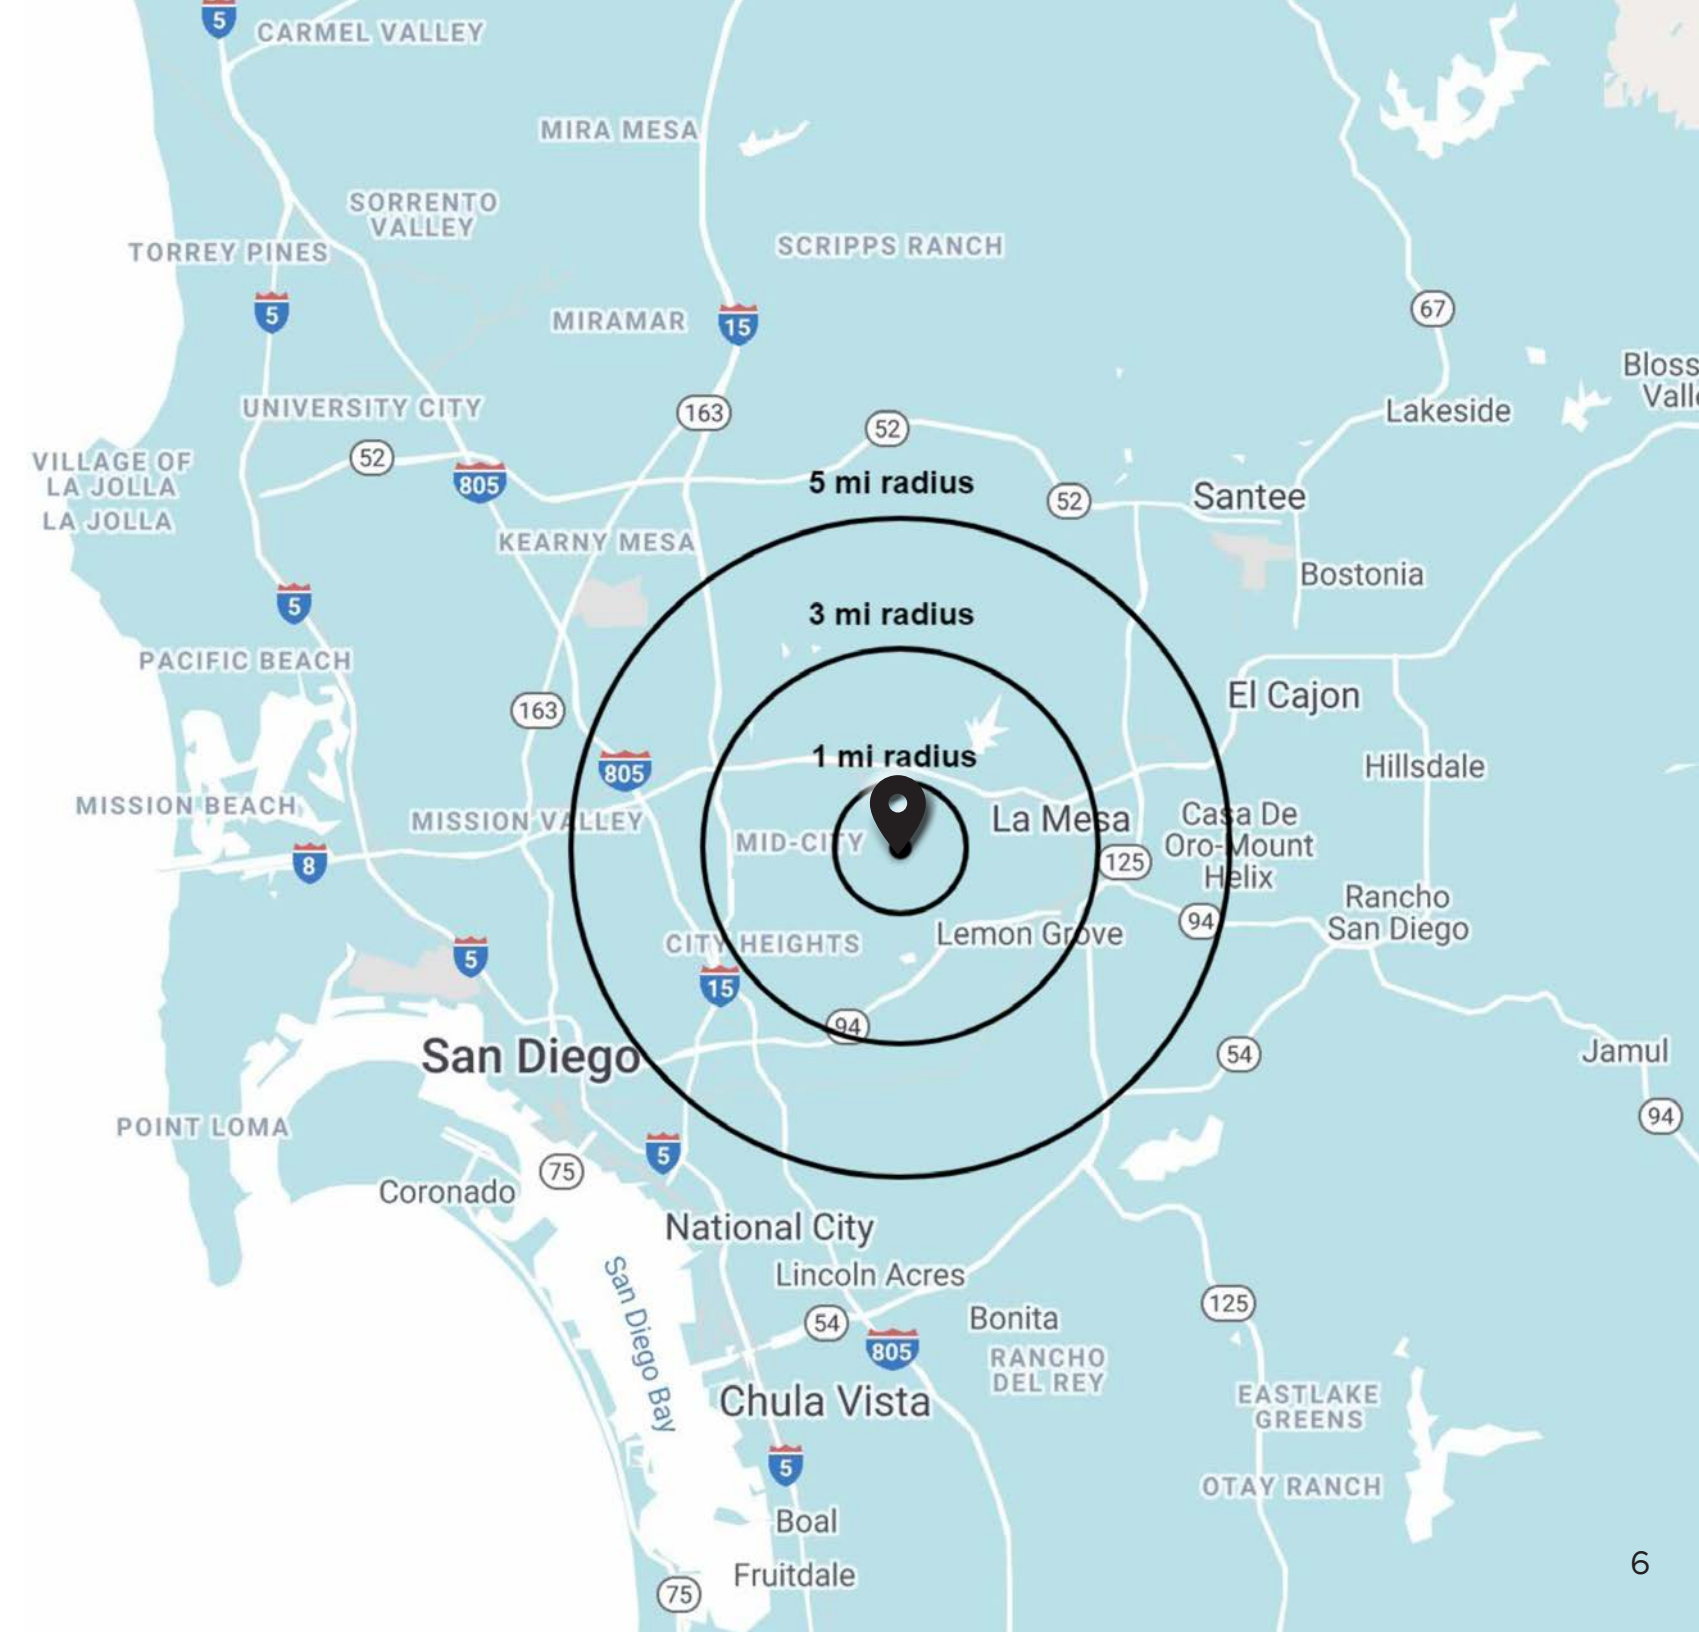 5
CARMEL VALLEY
MIRA MESA
SORRENTO
VALLEY
TORREY PINES
SCRIPPS RANCH
5
MIRAMAR
15
67
Bloss
Vall
UNIVERSITY CITY
163
52
Lakeside
52
VILLAGE OF
LA JOLLA
LA JOLLA
805
5 mi radius
52
Santee
KEARNY MESA
Bostonia
5
3 mi radius
PACIFIC BEACH
163
El Cajon
1 mi radius
805
Hillsdale
MISSION BEACH
MISSION VALLEY
MID-CITY
La Mesa
Casa De
Oro-Mount
Helix
8
125
Rancho
San Diego
94
Lemon Grove
CITY HEIGHTS
5
15
94
San Diego
54
Jamul
94
POINT LOMA
5
75
Coronado
National City
San Diego Bay
Lincoln Acres
125
54
Bonita
805
RANCHO
DEL REY
Chula Vista
EASTLAKE
GREENS
5
OTAY RANCH
Boal
6
Fruitdale
75